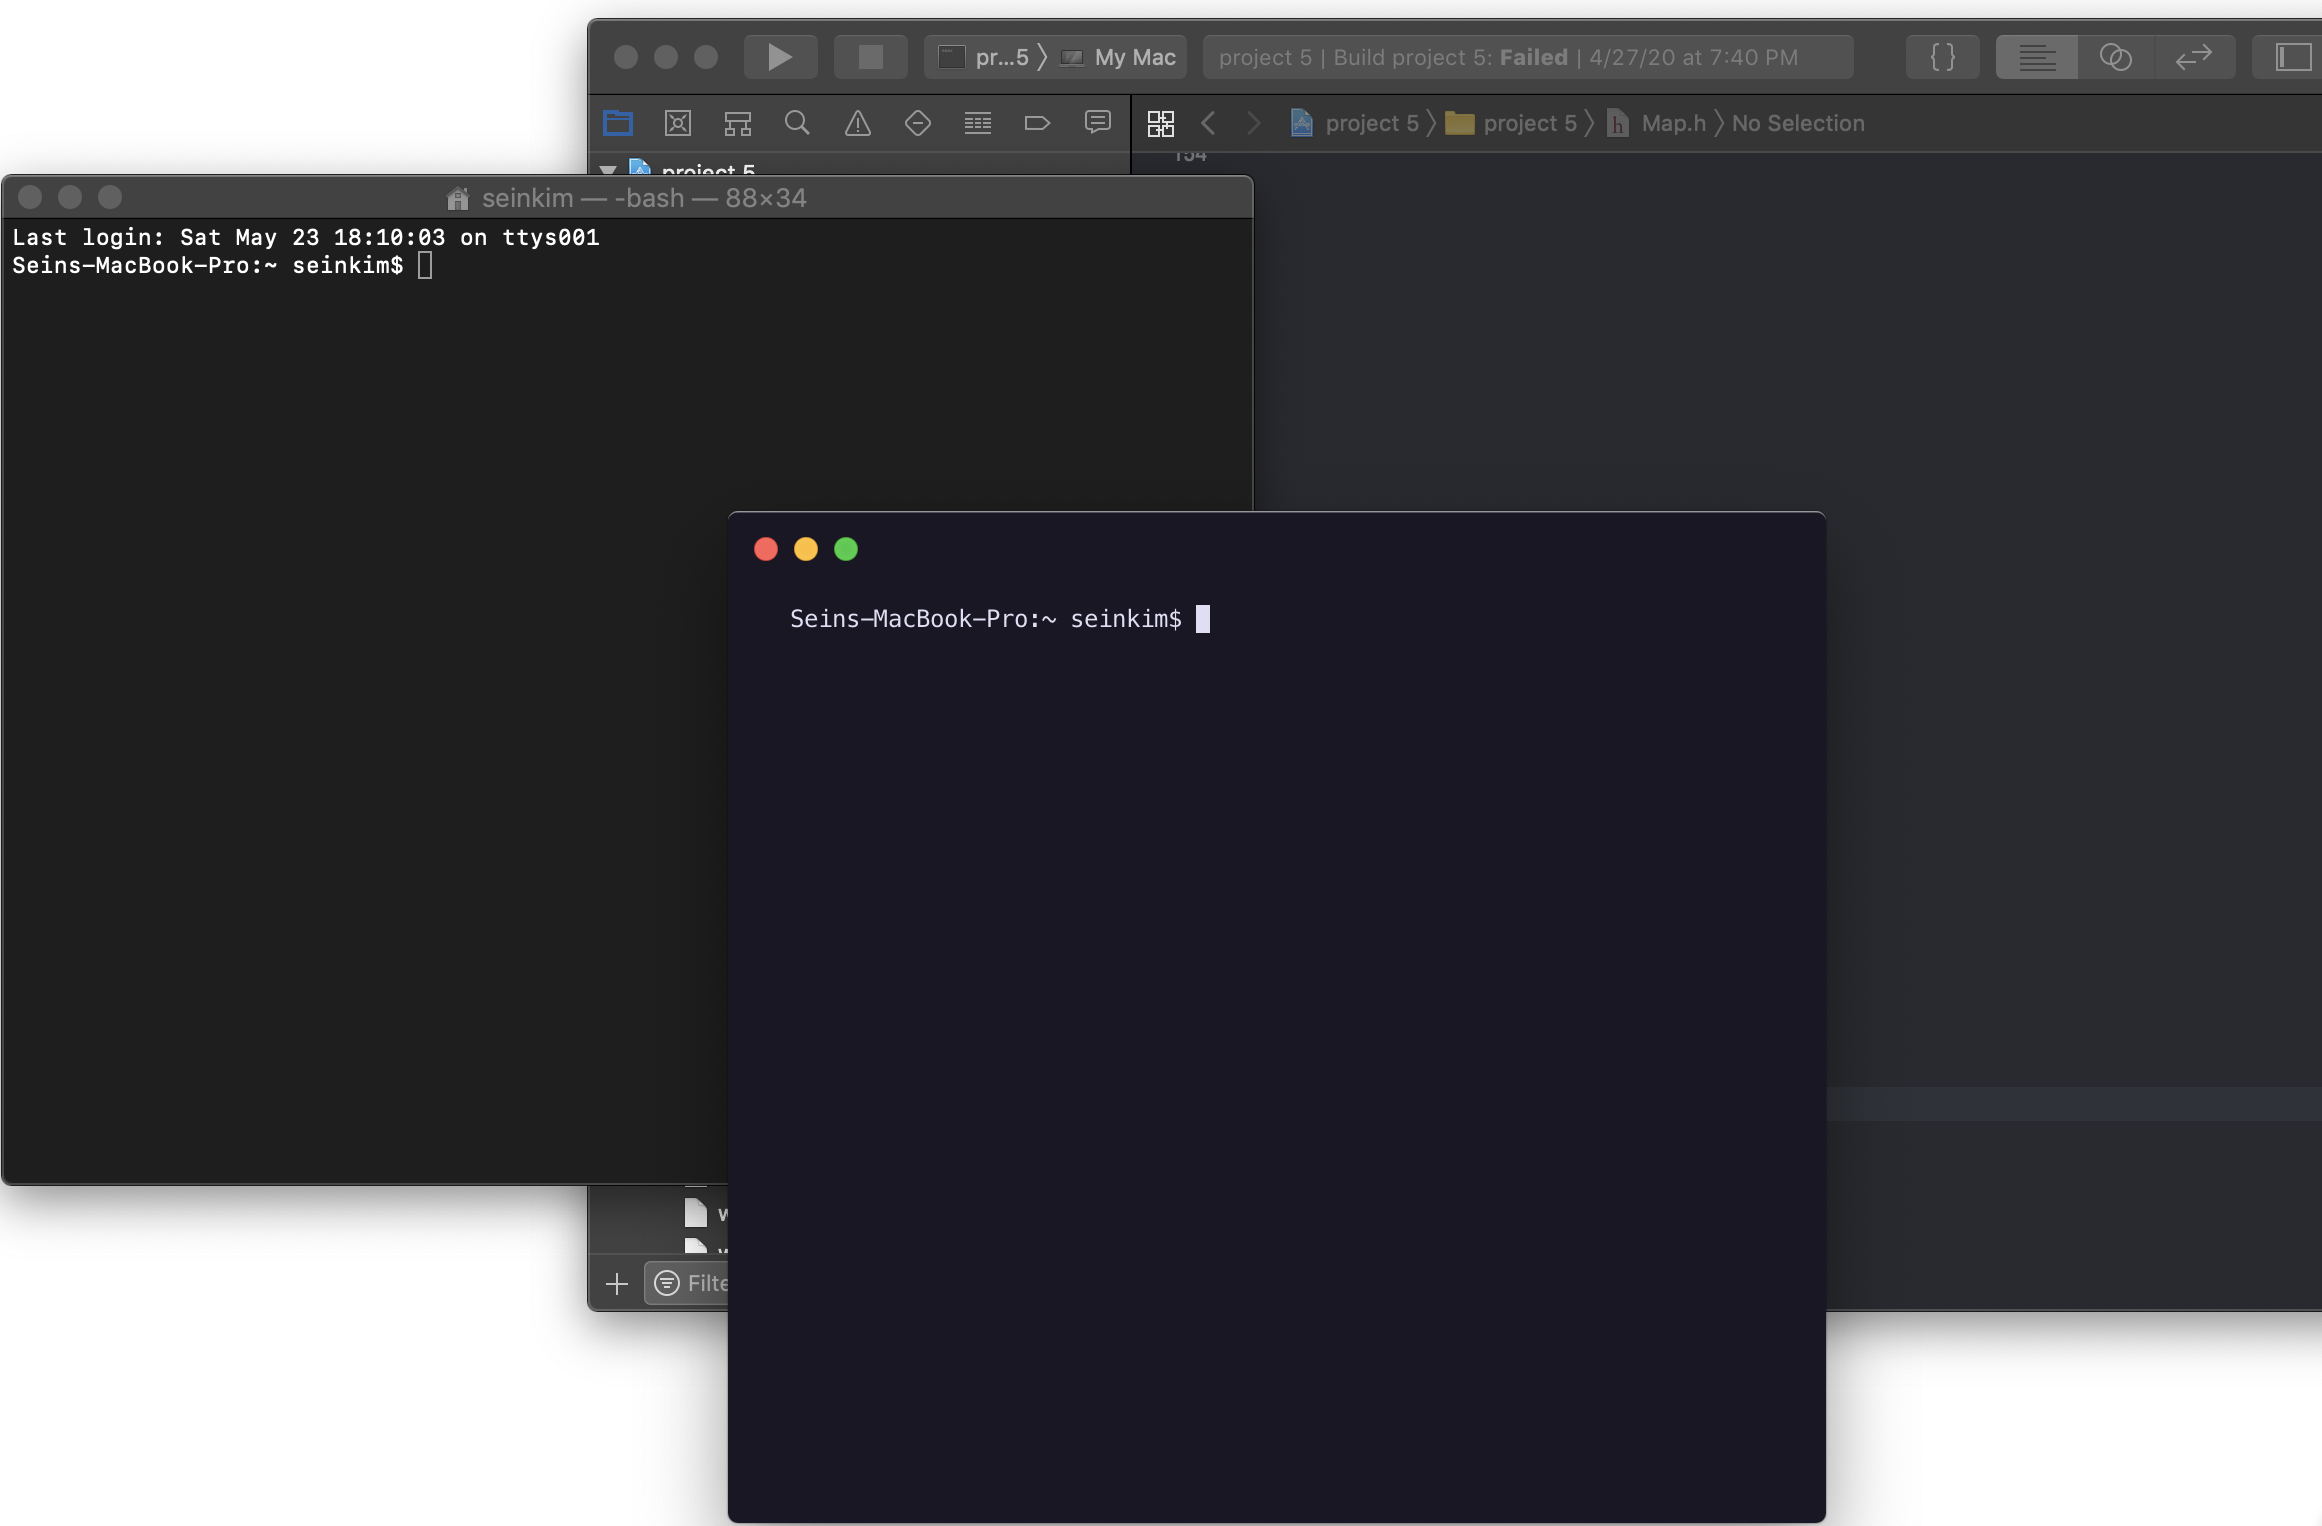 pr...5 〉 My Mac
project 5 | Build project 5: Failed | 4/27/20 at 7:40 PM
{ }
project 5 〉 project 5 〉 h Map.h 〉 No Selection
project 5
154
seinkim — -bash — 88×34
Last login: Sat May 23 18:10:03 on ttys001
Seins-MacBook-Pro:~ seinkim$
Seins-MacBook-Pro:~ seinkim$